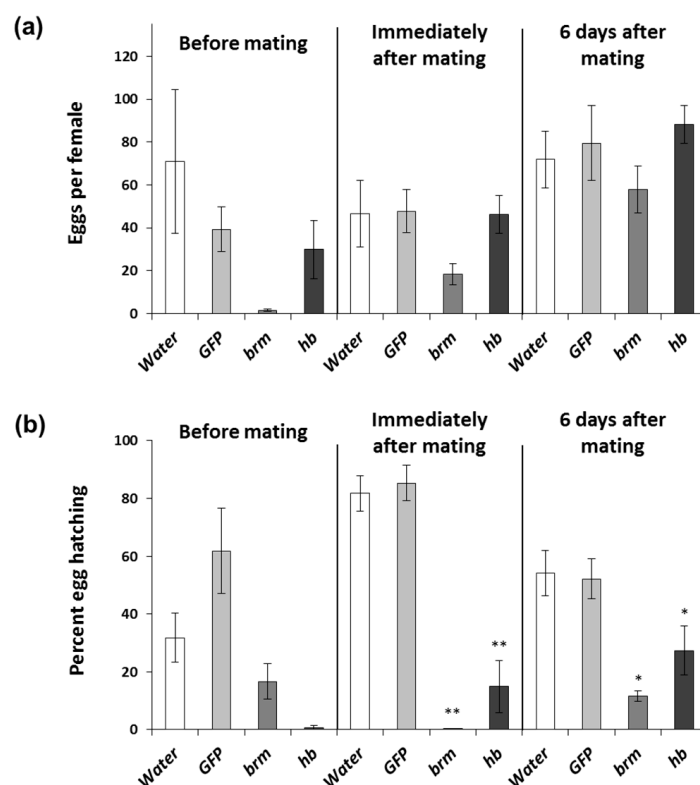 (a)
Before mating
Immediately
after mating
6 days after
mating
Eggs per female
120
100
80
60
40
20
0
Water GFP brm hb Water GFP brm hb Water GFP brm hb
(b)
Before mating
Immediately
after mating
6 days after
mating
Percent egg hatching
100
80
60
40
20
0
** ** * *
Water GFP brm hb Water GFP brm hb Water GFP brm hb